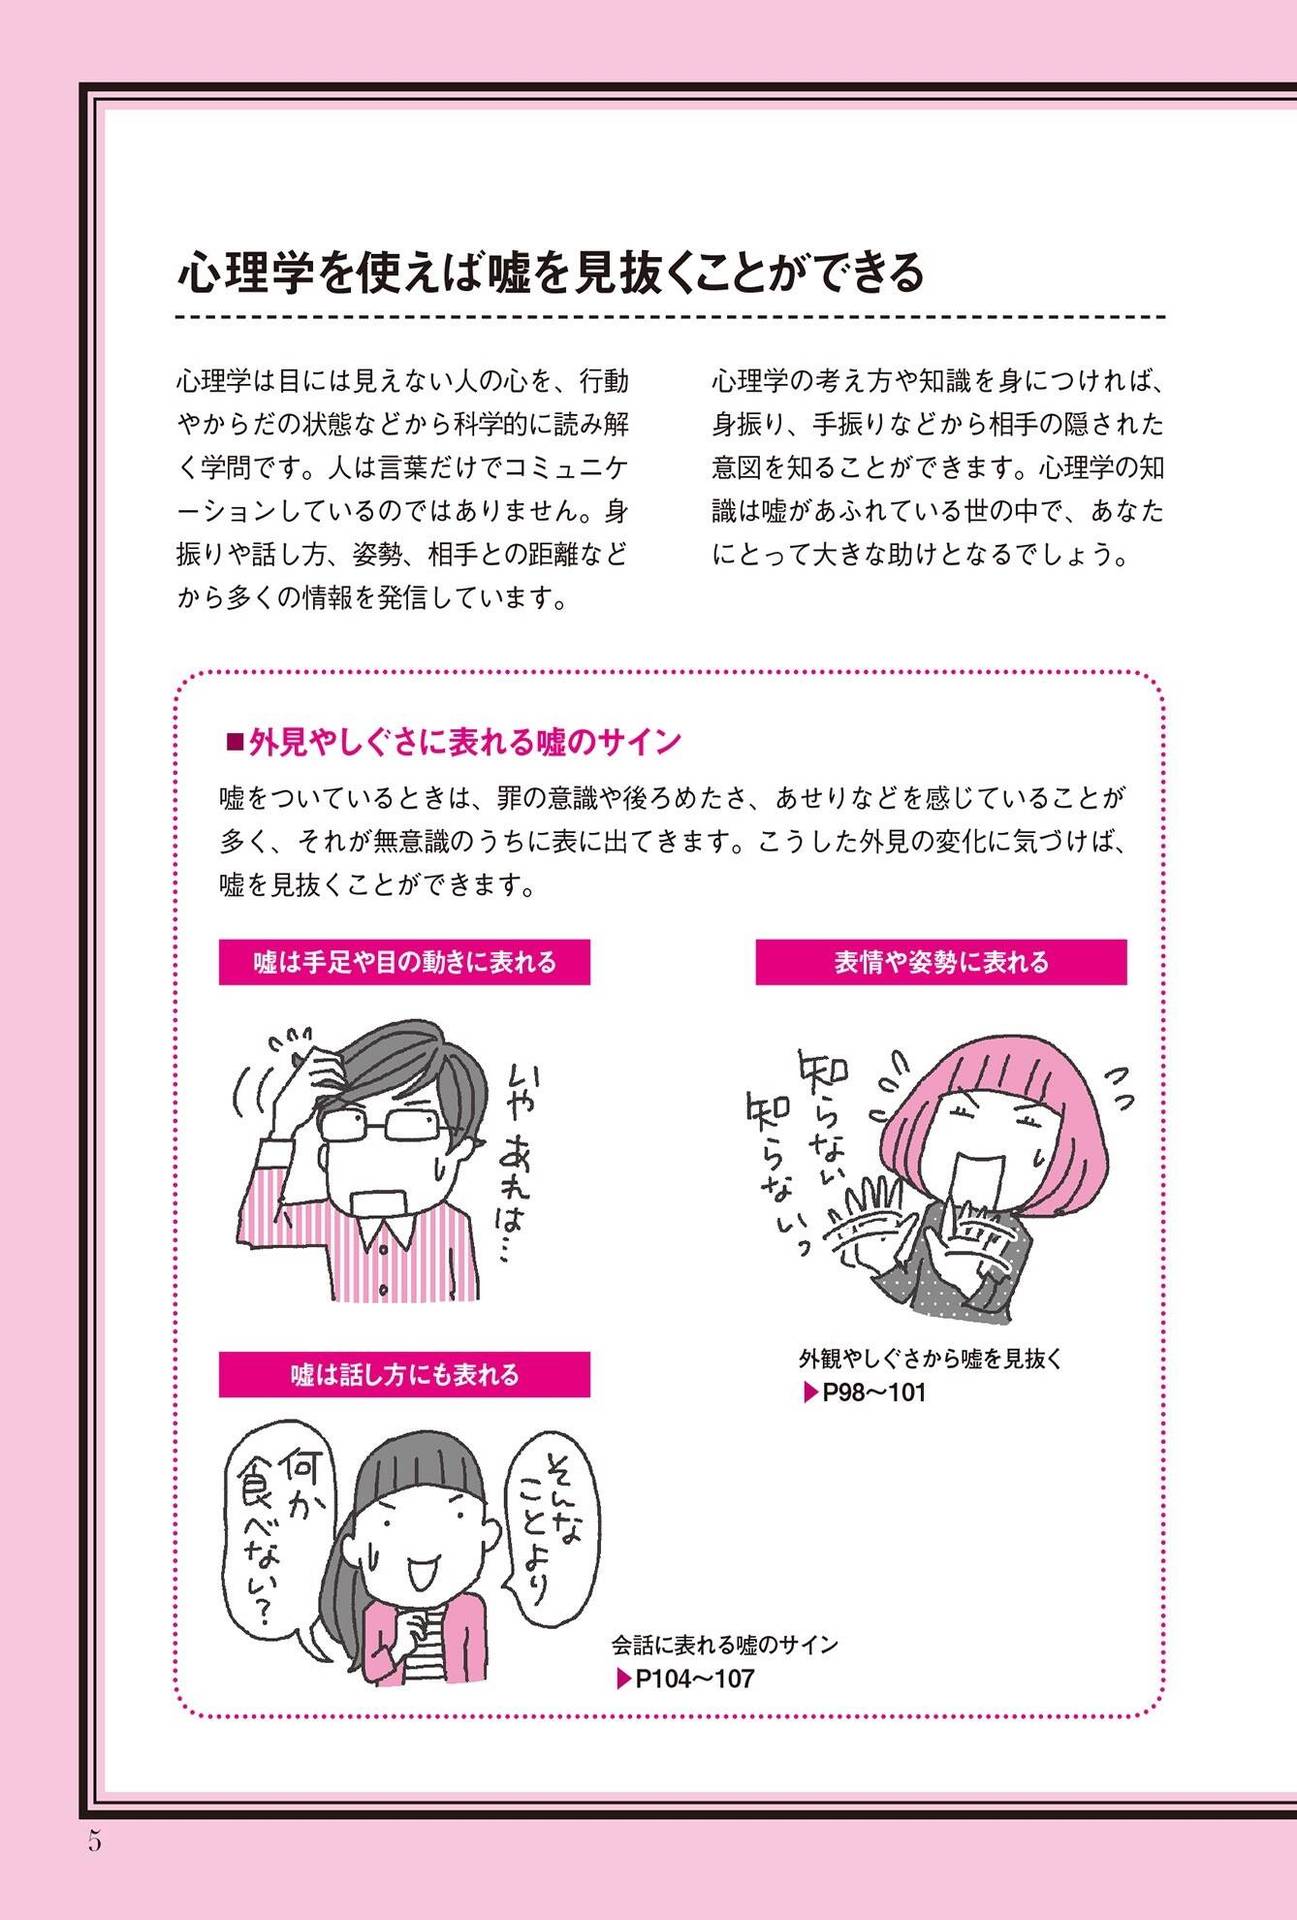 心理学を使えば嘘を見抜くことができる
心理学は目には見えない人の心を、行動
やからだの状態などから科学的に読み解
く学問です。人は言葉だけでコミュニケ
ーションしているのではありません。身
振りや話し方、姿勢、相手との距離など
から多くの情報を発信しています。
心理学の考え方や知識を身につければ、
身振り、手振りなどから相手の隠された
意図を知ることができます。心理学の知
識は嘘があふれている世の中で、あなた
にとって大きな助けとなるでしょう。
■外見やしぐさに表れる嘘のサイン
嘘をついているときは、罪の意識や後ろめたさ、あせりなどを感じていることが
多く、それが無意識のうちに表に出てきます。こうした外見の変化に気づけば、
嘘を見抜くことができます。
嘘は手足や目の動きに表れる
いや あれは…
表情や姿勢に表れる
知らない
知らないっ
外観やしぐさから嘘を見抜く
▶P98〜101
嘘は話し方にも表れる
そんな
ことより
何か
食べない?
会話に表れる嘘のサイン
▶P104〜107
5